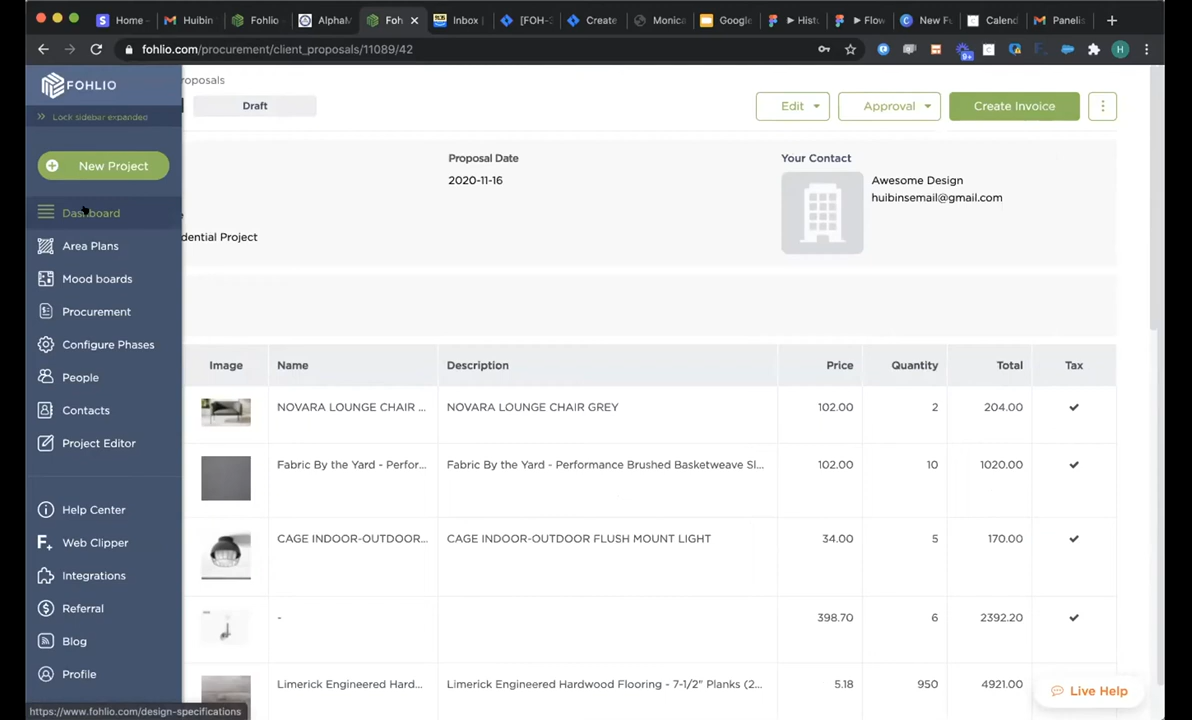 Home
Huibin
Fohlio
AlphaM
Foh
Inbox
[FOH-
Create
Monica
Google
Hist
Flow
New F
Calend
Panelis
fohlio.com/procurement/client_proposals/11089/42
9+
H
FOHLIO
Lock sidebar expanded
New Project
Dashboard
Area Plans
Mood boards
Procurement
Configure Phases
People
Contacts
Project Editor
Help Center
Web Clipper
Integrations
Referral
Blog
Profile
https://www.fohlio.com/design-specifications
roposals
Draft
Edit
Approval
Create Invoice
Proposal Date
2020-11-16
Your Contact
Awesome Design
huibinsemail@gmail.com
dential Project
Image Name Description Price Quantity Total Tax
NOVARA LOUNGE CHAIR ... NOVARA LOUNGE CHAIR GREY 102.00 2 204.00
Fabric By the Yard - Perfor... Fabric By the Yard - Performance Brushed Basketweave Sl... 102.00 10 1020.00
CAGE INDOOR-OUTDOOR... CAGE INDOOR-OUTDOOR FLUSH MOUNT LIGHT 34.00 5 170.00
- 398.70 6 2392.20
Limerick Engineered Hard... Limerick Engineered Hardwood Flooring - 7-1/2" Planks (2... 5.18 950 4921.00
Live Help